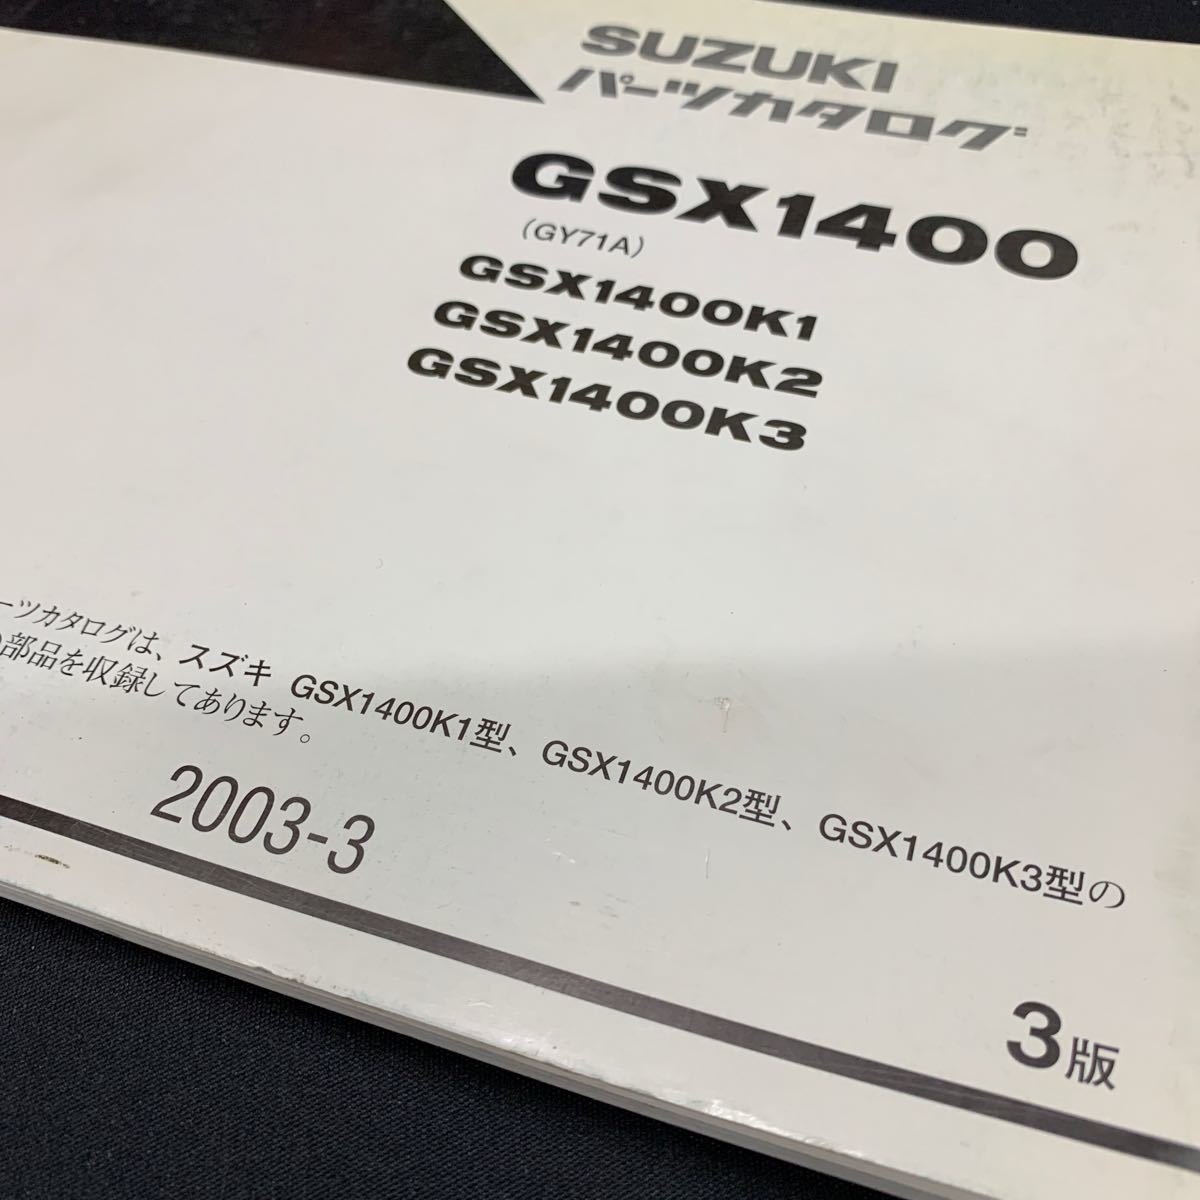 SUZUKI
パーツカタログ
GSX1400
(GY71A)
GSX1400K1
GSX1400K2
GSX1400K3
ーツカタログは、スズキ GSX1400K1型、GSX1400K2型、GSX1400K3型の
部品を収録してあります。
2003-3
3版